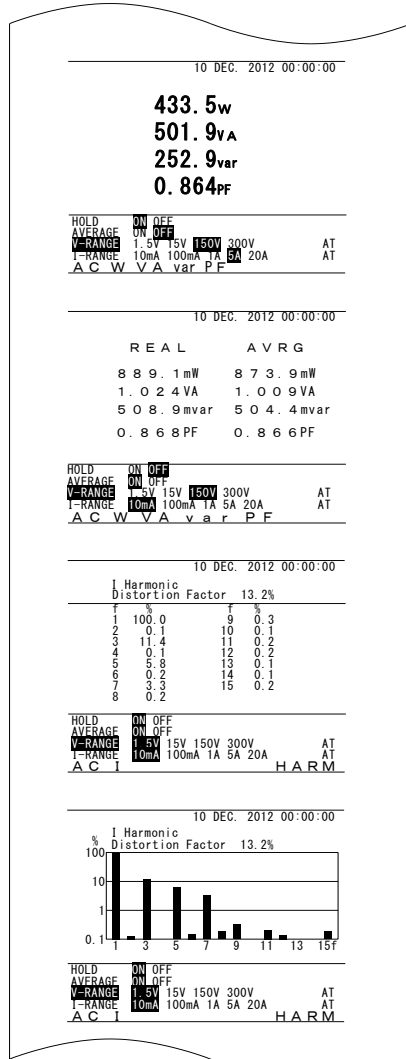 10 DEC. 2012 00:00:00
433.5W
501.9VA
252.9var
0.864PF
HOLD ON OFF
AVERAGE ON OFF
V-RANGE 1.5V 15V 150V 300V AT
I-RANGE 10mA 100mA 1A 5A 20A AT
AC W VA var PF
10 DEC. 2012 00:00:00
REAL AVRG
889.1mW 873.9mW
1.024VA 1.009VA
508.9mvar 504.4mvar
0.868PF 0.866PF
HOLD ON OFF
AVERAGE ON OFF
V-RANGE 1.5V 15V 150V 300V AT
I-RANGE 10mA 100mA 1A 5A 20A AT
AC W VA var PF
10 DEC. 2012 00:00:00
I Harmonic
Distortion Factor 13.2%
f % f %
1 100.0 9 0.3
2 0.1 10 0.1
3 11.4 11 0.2
4 0.1 12 0.2
5 5.8 13 0.1
6 0.2 14 0.1
7 3.3 15 0.2
8 0.2
HOLD ON OFF
AVERAGE ON OFF
V-RANGE 1.5V 15V 150V 300V AT
I-RANGE 10mA 100mA 1A 5A 20A AT
AC I HARM
10 DEC. 2012 00:00:00
I Harmonic
% Distortion Factor 13.2%
100
10
1
0.1
1 3 5 7 9 11 13 15f
HOLD ON OFF
AVERAGE ON OFF
V-RANGE 1.5V 15V 150V 300V AT
I-RANGE 10mA 100mA 1A 5A 20A AT
AC I HARM